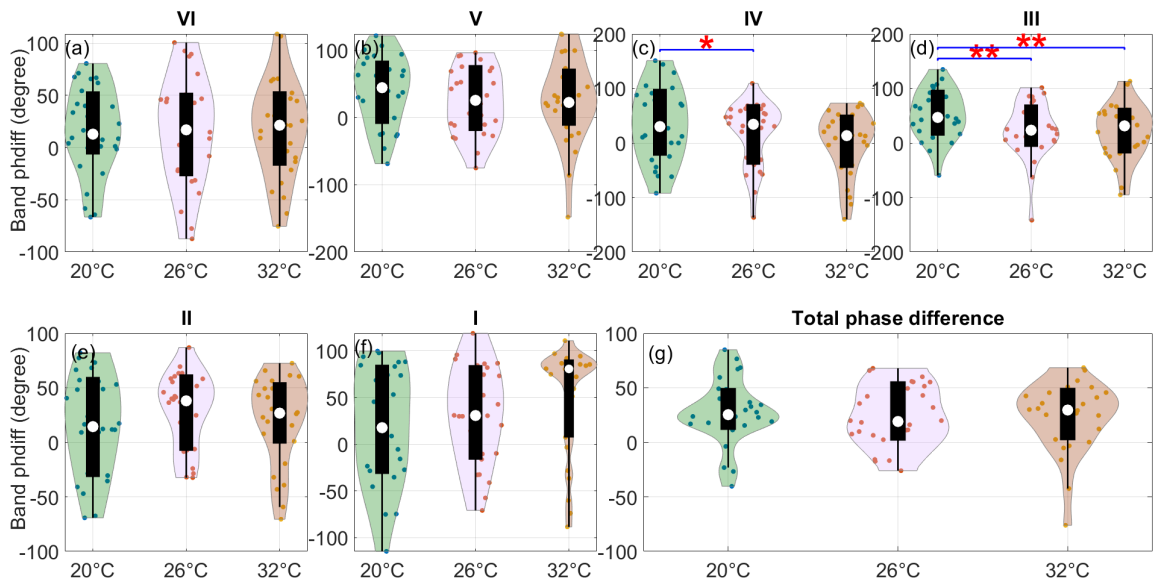 VI
V
IV
III
(a)
(b)
(c)
(d)
*
**
**
Band phdiff (degree)
100
50
0
-50
-100
100
0
-100
-200
200
100
0
-100
-200
200
100
0
-100
-200
20°C 26°C 32°C
20°C 26°C 32°C
20°C 26°C 32°C
20°C 26°C 32°C
II
I
Total phase difference
(e)
(f)
(g)
Band phdiff (degree)
100
50
0
-50
-100
100
50
0
-50
-100
100
50
0
-50
-100
20°C 26°C 32°C
20°C 26°C 32°C
20°C 26°C 32°C